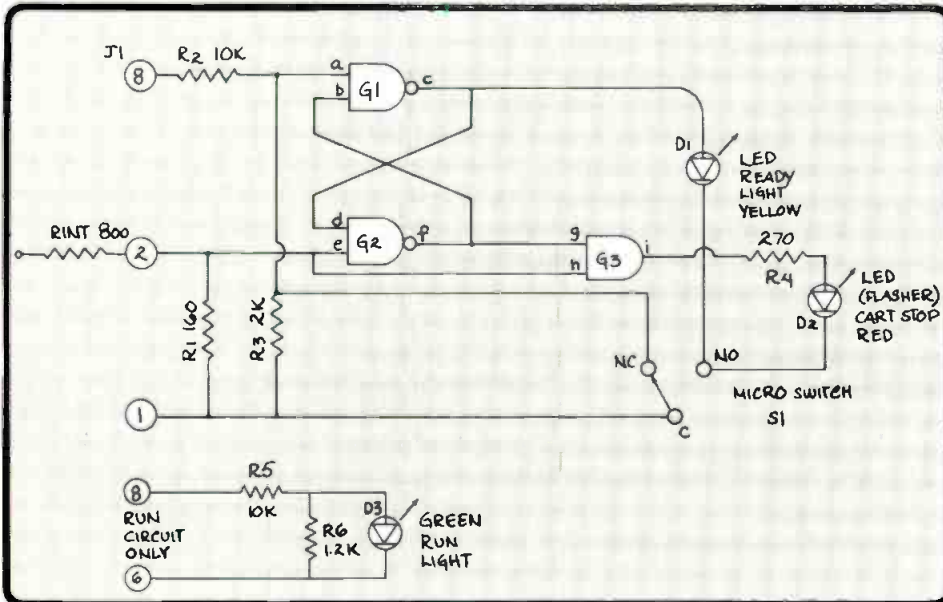 J1
8
R2 10K
a
b
G1
c
D1
LED
READY
LIGHT
YELLOW
RINT 800
2
d
e
G2
f
g
h
G3
i
270
R4
LED
(FLASHER)
CART STOP
RED
D2
R1 160
R3 2K
NC
NO
MICRO SWITCH
S1
C
1
8
RUN
CIRCUIT
ONLY
6
R5
10K
R6
1.2K
D3
GREEN
RUN
LIGHT